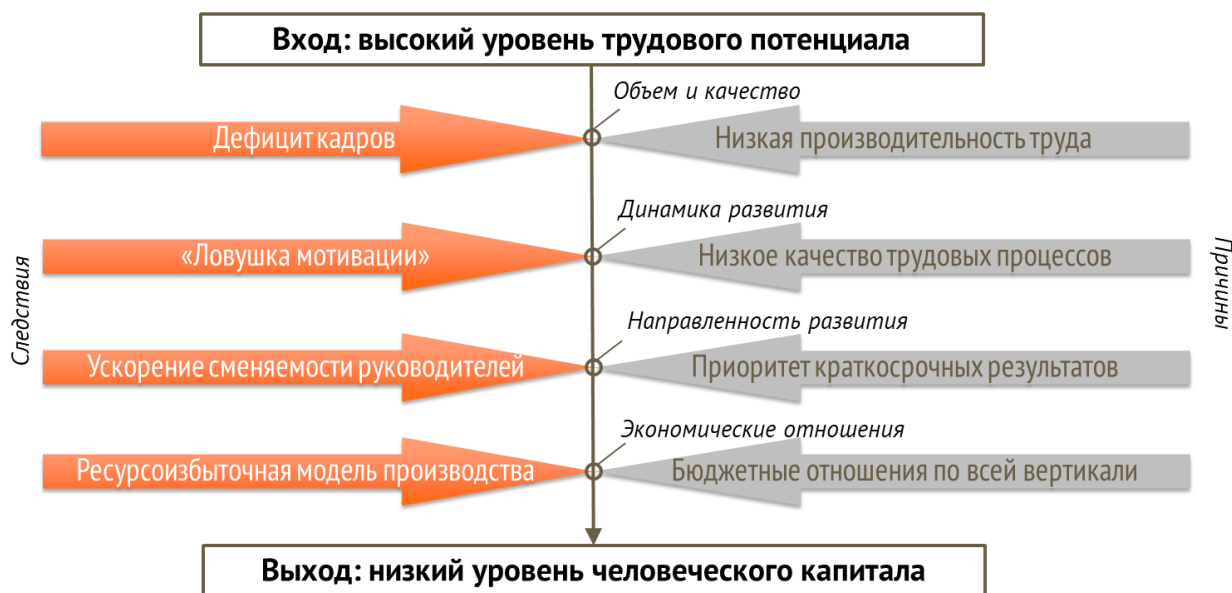 Вход: высокий уровень трудового потенциала
Объем и качество
Дефицит кадров
Низкая производительность труда
Динамика развития
«Ловушка мотивации»
Низкое качество трудовых процессов
Следствия
Причины
Направленность развития
Ускорение сменяемости руководителей
Приоритет краткосрочных результатов
Экономические отношения
Ресурсоизбыточная модель производства
Бюджетные отношения по всей вертикали
Выход: низкий уровень человеческого капитала